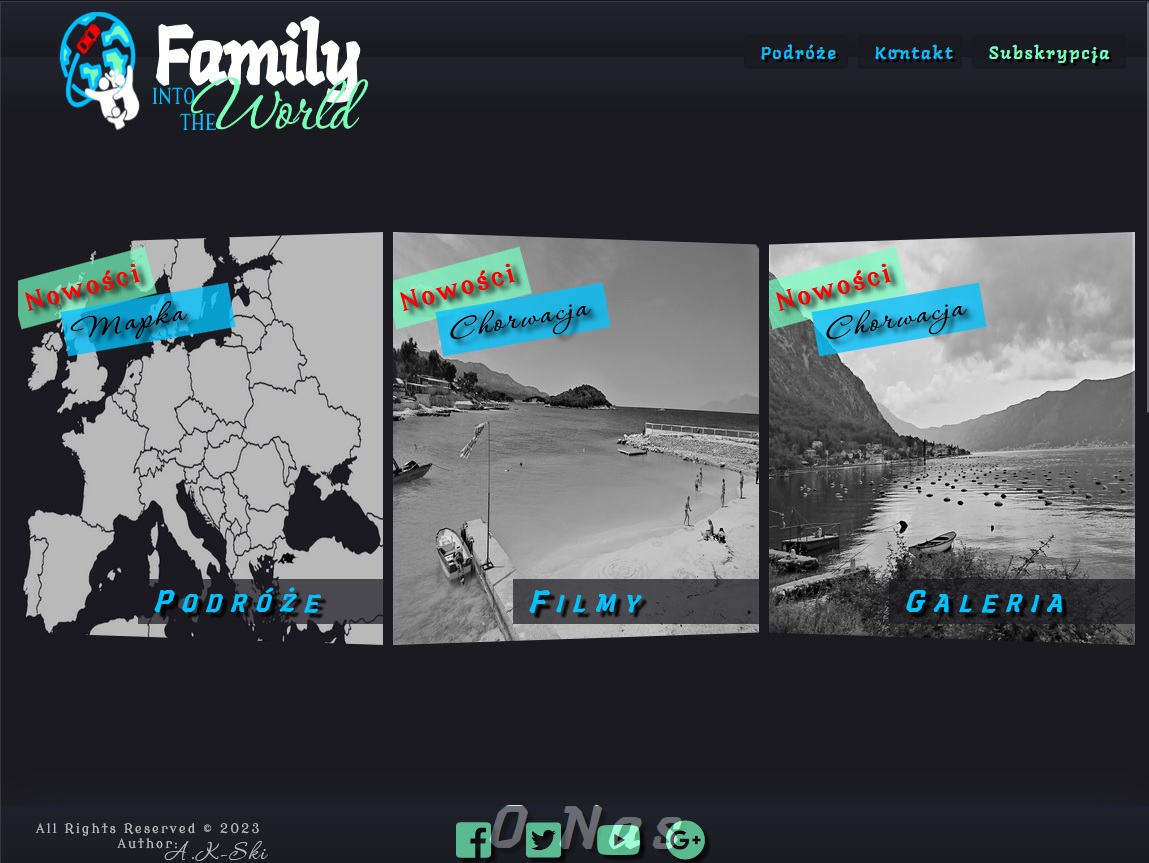 Family
INTO
THE World
Podróże Kontakt Subskrypcja
Nowości
Mapka
Podróże
Nowości
Chorwacja
Filmy
Nowości
Chorwacja
Galeria
O Nas
All Rights Reserved © 2023
Author: A.K-Ski